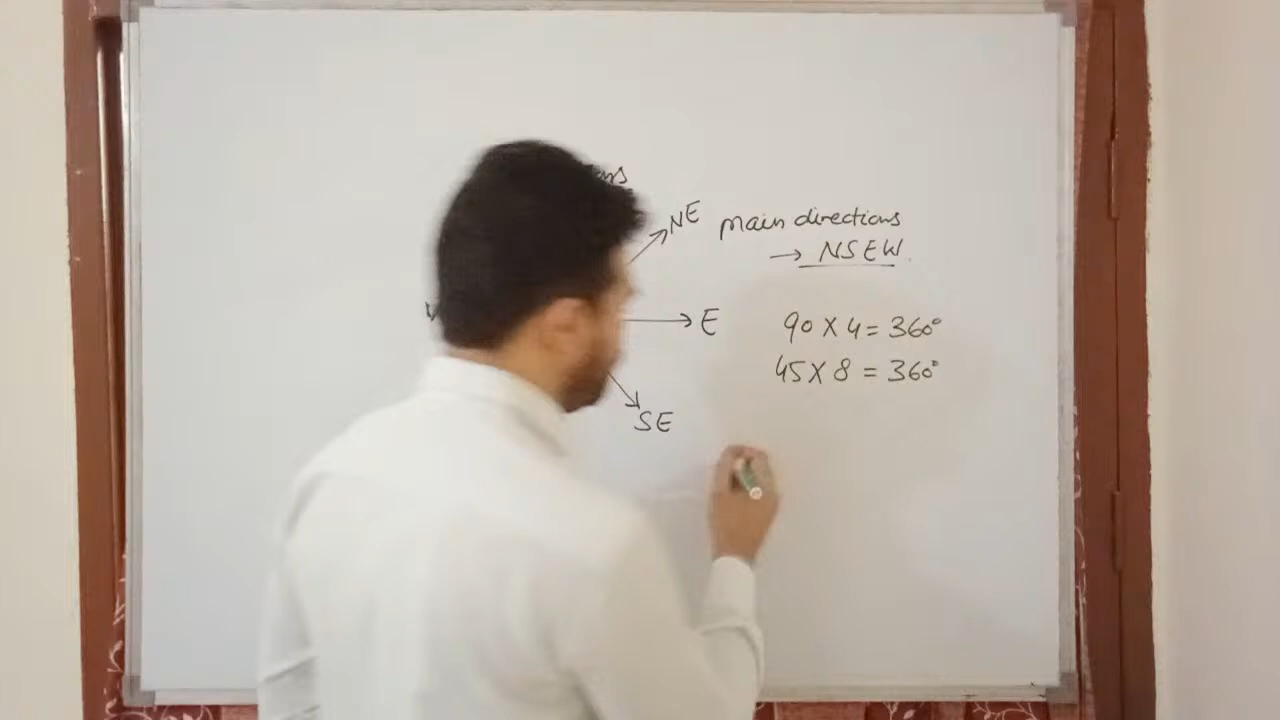 NE
main directions
→ NSEW.
E
90 X 4 = 360°
45 X 8 = 360°
SE